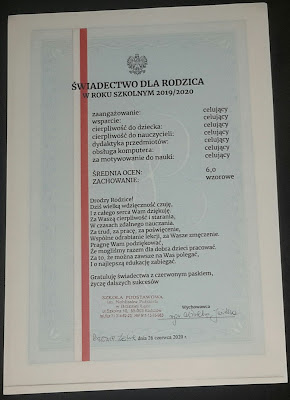 ŚWIADECTWO DLA RODZICA
W ROKU SZKOLNYM 2019/2020
zaangażowanie: celujący
wsparcie: celujący
cierpliwość do dziecka: celujący
cierpliwość do nauczycieli: celujący
dydaktyka przedmiotów: celujący
obsługa komputera: celujący
za motywowanie do nauki: celujący
ŚREDNIA OCEN: 6,0
ZACHOWANIE: wzorowe
Drodzy Rodzice!
Dziś wielką wdzięczność czuję,
I z całego serca Wam dziękuję
Za Waszą cierpliwość i starania,
W czasach zdalnego nauczania.
Za trud, za pracę, za poświęcenie,
Wspólne odrabianie lekcji, za Wasze zmęczenie.
Pragnę Wam podziękować,
Że mogliśmy razem dla dobra dzieci pracować.
Za to, że można zawsze na Was polegać,
I o najlepszą edukację zabiegać
Gratuluję świadectwa z czerwonym paskiem,
życzę dalszych sukcesów
SZKOŁA PODSTAWOWA
Wychowawca
dnia 26 czerwca 2020 r.